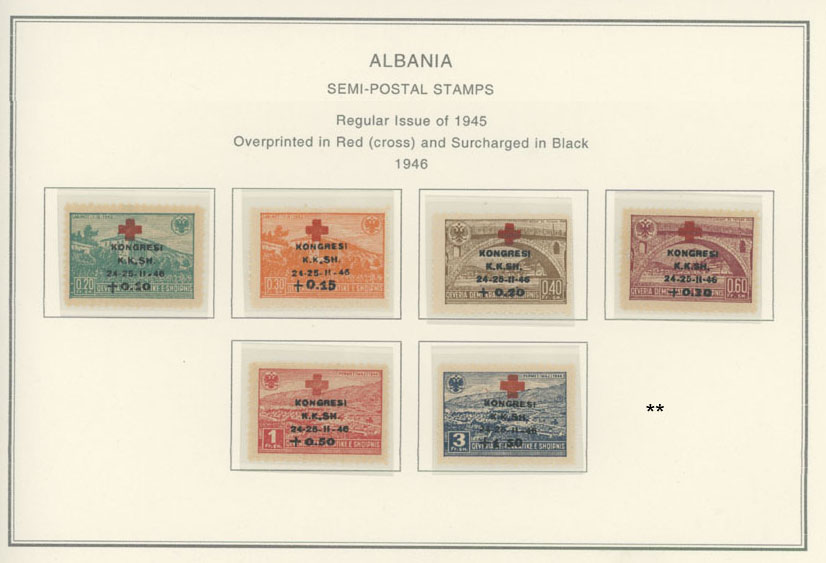 ALBANIA
SEMI-POSTAL STAMPS
Regular Issue of 1945
Overprinted in Red (cross) and Surcharged in Black
1946
KONGRESI
K.K.SH.
24-25-II-46
+0.10
0.20
KONGRESI
K.K.SH.
24-25-II-46
+0.15
0.30
KONGRESI
K.K.SH.
24-25-II-46
+0.20
0.40
QEVERIA
KONGRESI
K.K.SH.
24-25-II-46
+0.30
0.60
QEVERIA
KONGRESI
K.K.SH.
24-25-II-46
+0.50
1
KONGRESI
K.K.SH.
24-25-II-46
3
**